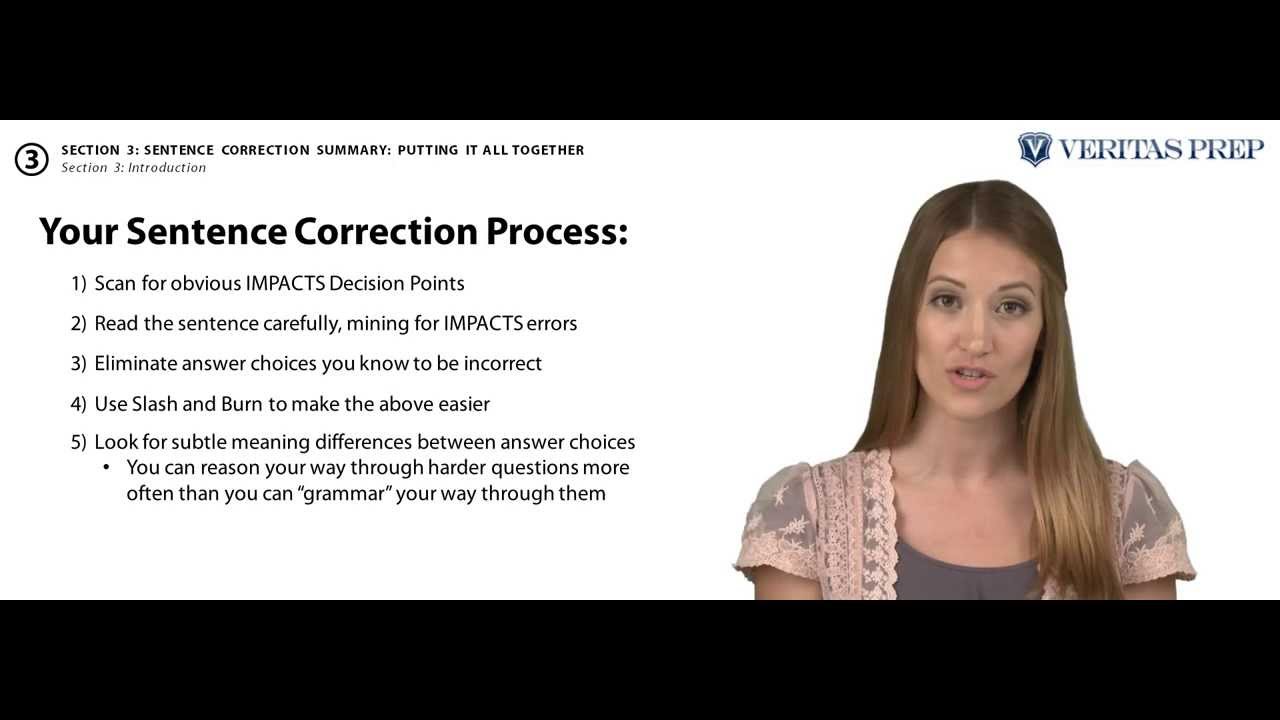 3
SECTION 3: SENTENCE CORRECTION SUMMARY: PUTTING IT ALL TOGETHER
Section 3: Introduction
V VERITAS PREP
Your Sentence Correction Process:
1) Scan for obvious IMPACTS Decision Points
2) Read the sentence carefully, mining for IMPACTS errors
3) Eliminate answer choices you know to be incorrect
4) Use Slash and Burn to make the above easier
5) Look for subtle meaning differences between answer choices
• You can reason your way through harder questions more
often than you can “grammar” your way through them